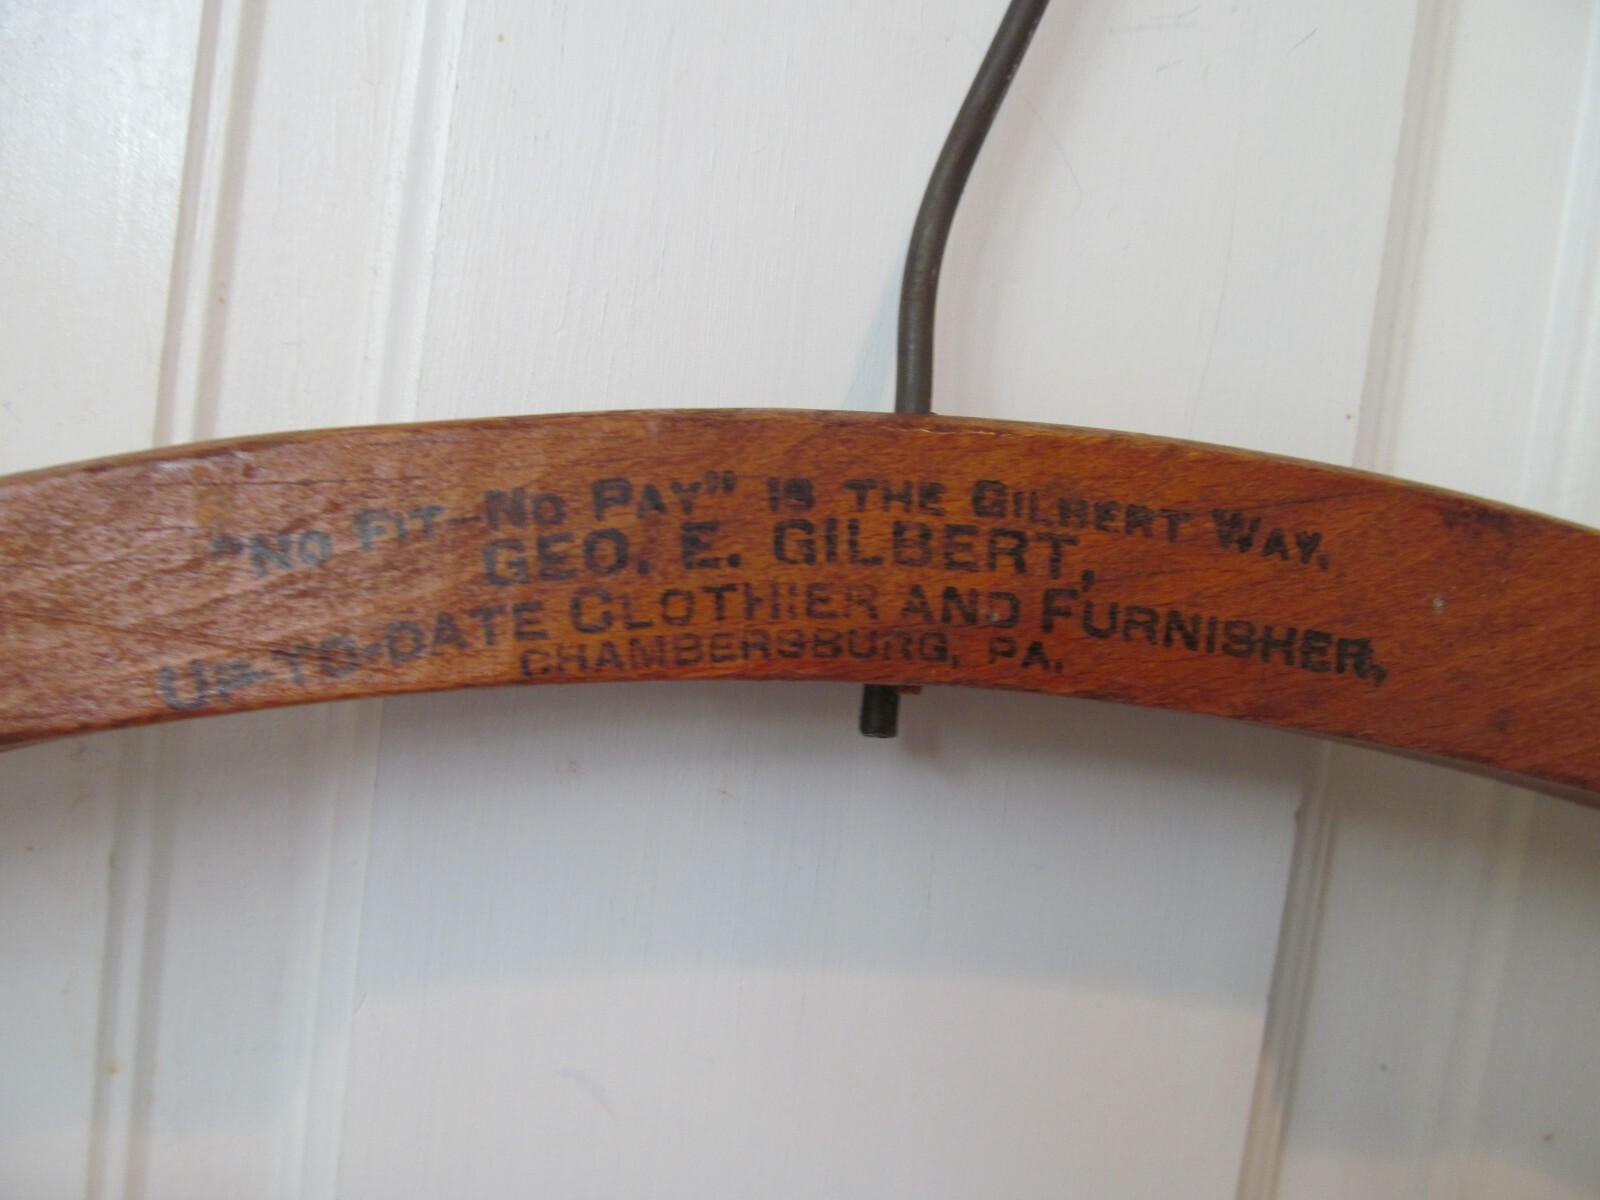 "No Fit-No Pay" is the Gilbert Way.
GEO. E. GILBERT,
Up-to-date Clothier and Furnisher,
CHAMBERSBURG, PA.